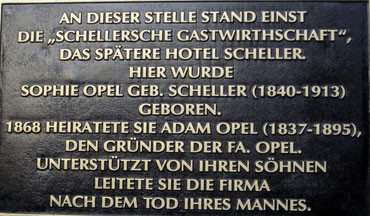 AN DIESER STELLE STAND EINST
DIE „SCHELLERSCHE GASTWIRTHSCHAFT“,
DAS SPÄTERE HOTEL SCHELLER.
HIER WURDE
SOPHIE OPEL GEB. SCHELLER (1840-1913)
GEBOREN.
1868 HEIRATETE SIE ADAM OPEL (1837-1895),
DEN GRÜNDER DER FA. OPEL.
UNTERSTÜTZT VON IHREN SÖHNEN
LEITETE SIE DIE FIRMA
NACH DEM TOD IHRES MANNES.